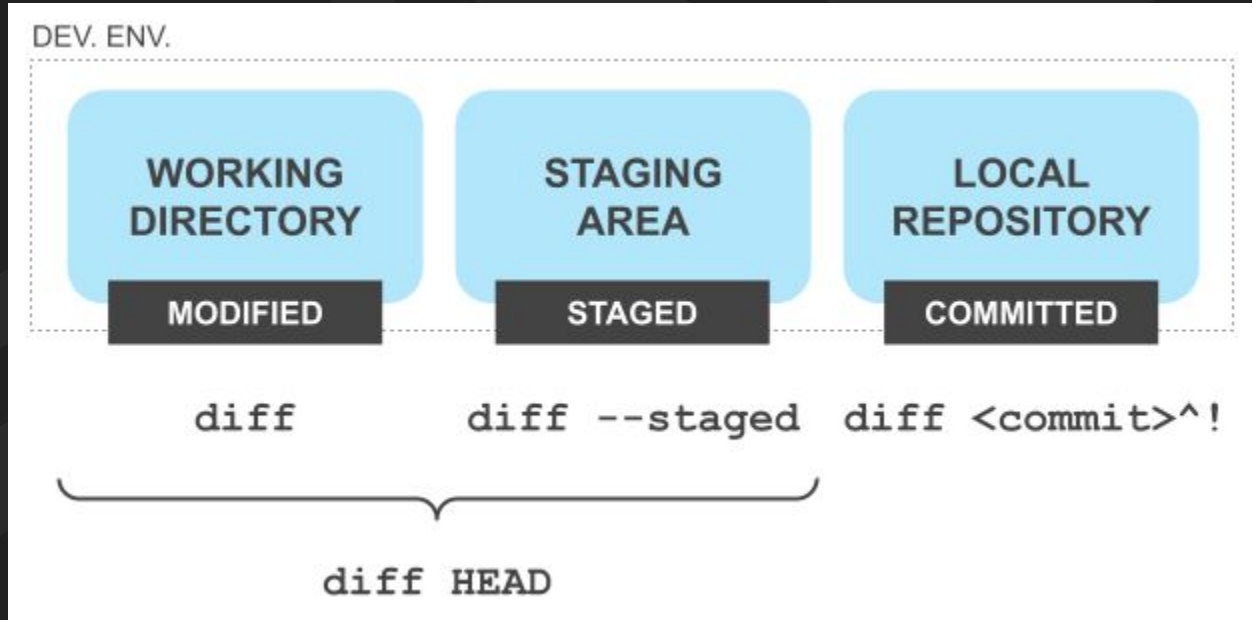 DEV. ENV.
WORKING
DIRECTORY
STAGING
AREA
LOCAL
REPOSITORY
MODIFIED
STAGED
COMMITTED
diff
diff --staged
diff <commit>^!
diff HEAD